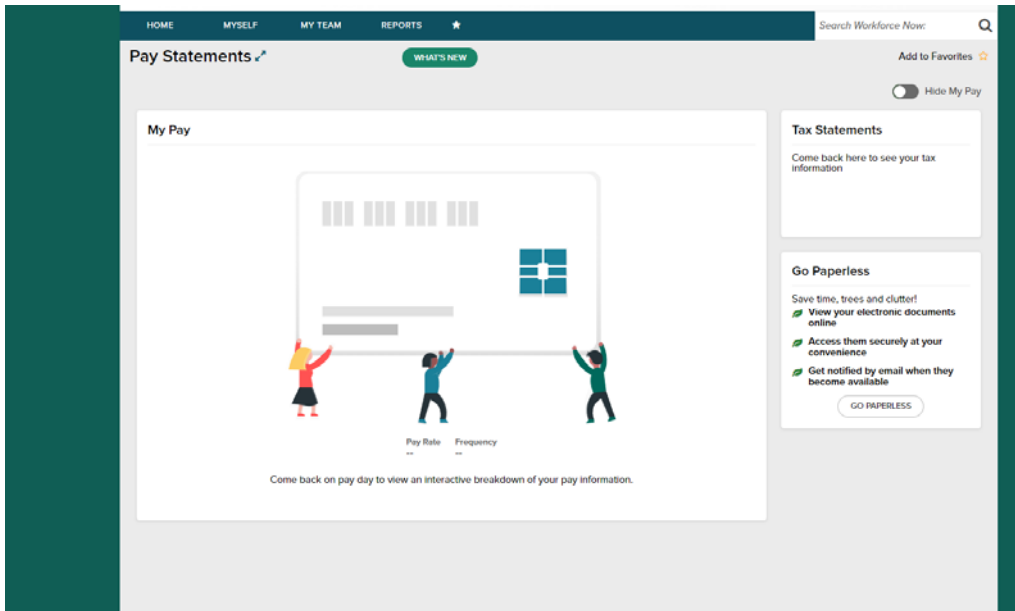 HOME MYSELF MY TEAM REPORTS Search Workforce Now:
Pay Statements WHAT'S NEW Add to Favorites
Hide My Pay
My Pay
Pay Rate Frequency
-- --
Come back on pay day to view an interactive breakdown of your pay information.
Tax Statements
Come back here to see your tax
information
Go Paperless
Save time, trees and clutter!
View your electronic documents
online
Access them securely at your
convenience
Get notified by email when they
become available
GO PAPERLESS